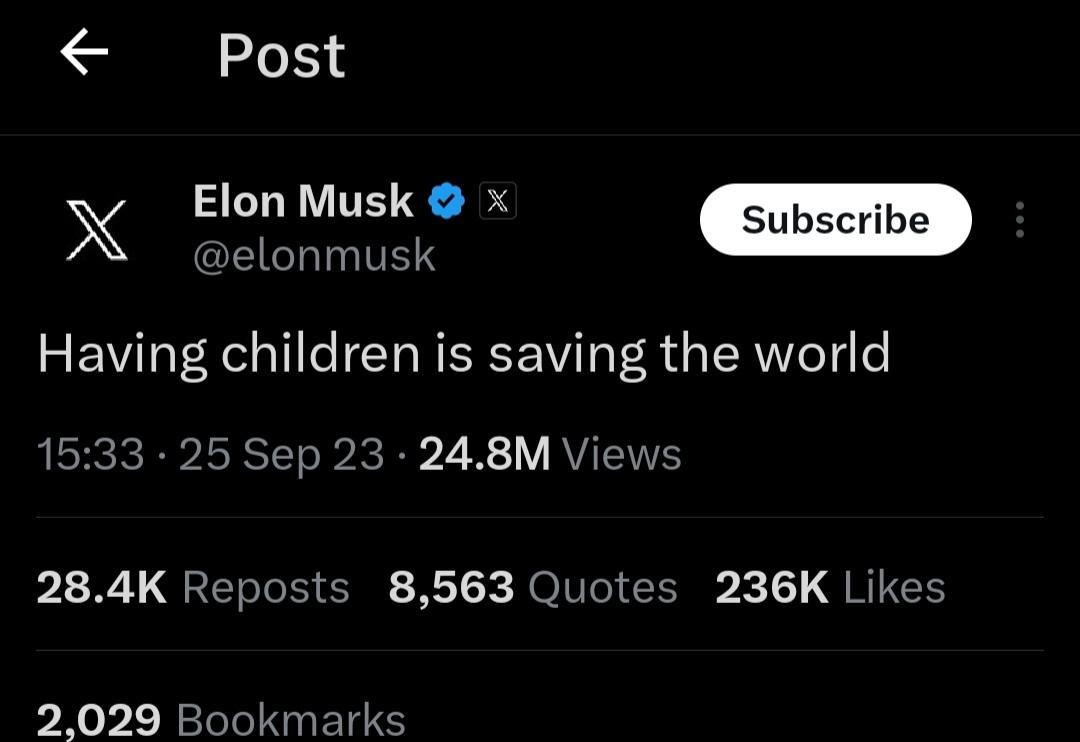 Post
Elon Musk
Subscribe
@elonmusk
Having children is saving the world
15:33 · 25 Sep 23 · 24.8M Views
28.4K Reposts 8,563 Quotes 236K Likes
2,029 Bookmarks